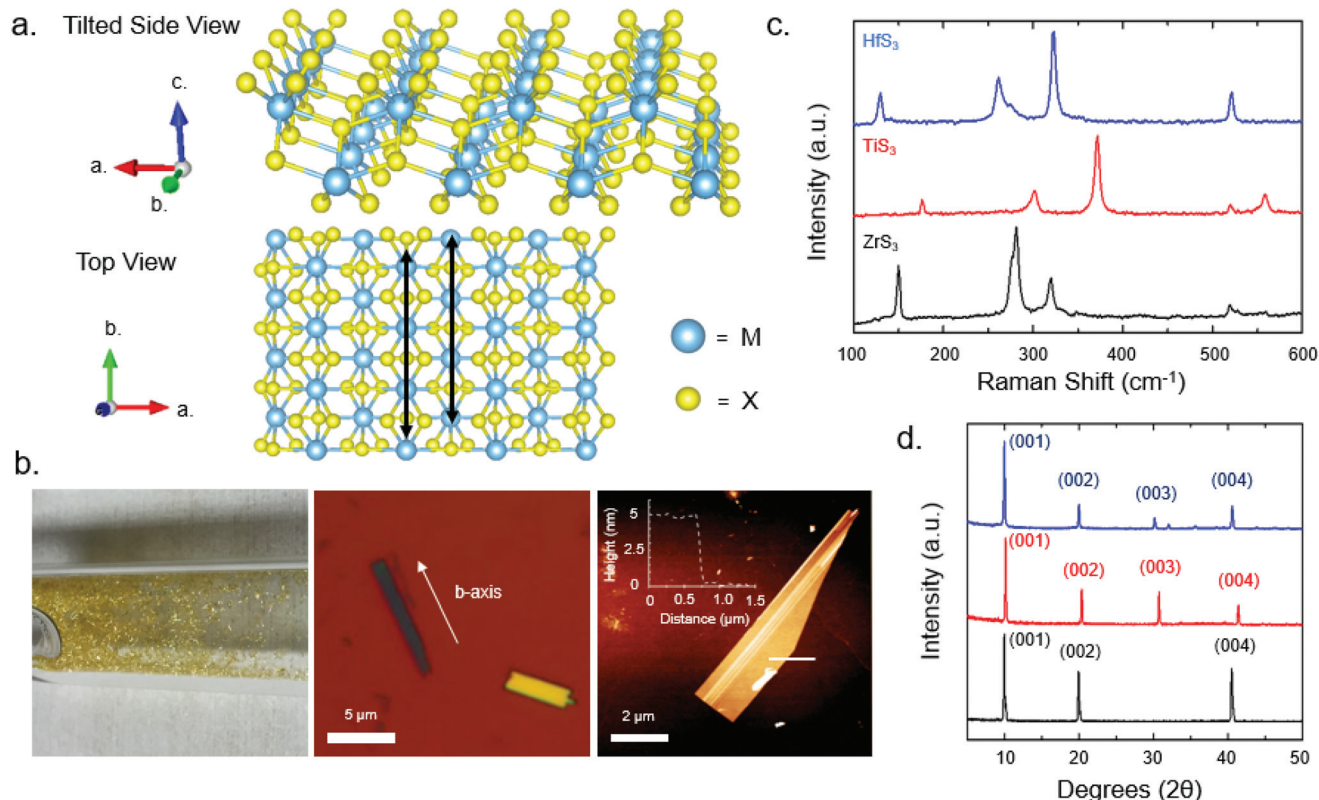 a.
Tilted Side View
c.
a.
b.
Top View
b.
a.
= M
= X
b.
b-axis
5 µm
Height (nm)
5
2.5
0
0 0.5 1.0 1.5
Distance (µm)
2 µm
c.
HfS₃
TiS₃
ZrS₃
Intensity (a.u.)
100 200 300 400 500 600
Raman Shift (cm⁻¹)
d.
(001)
(002)
(003)
(004)
(001)
(002)
(003)
(004)
(001)
(002)
(004)
Intensity (a.u.)
10 20 30 40 50
Degrees (2θ)